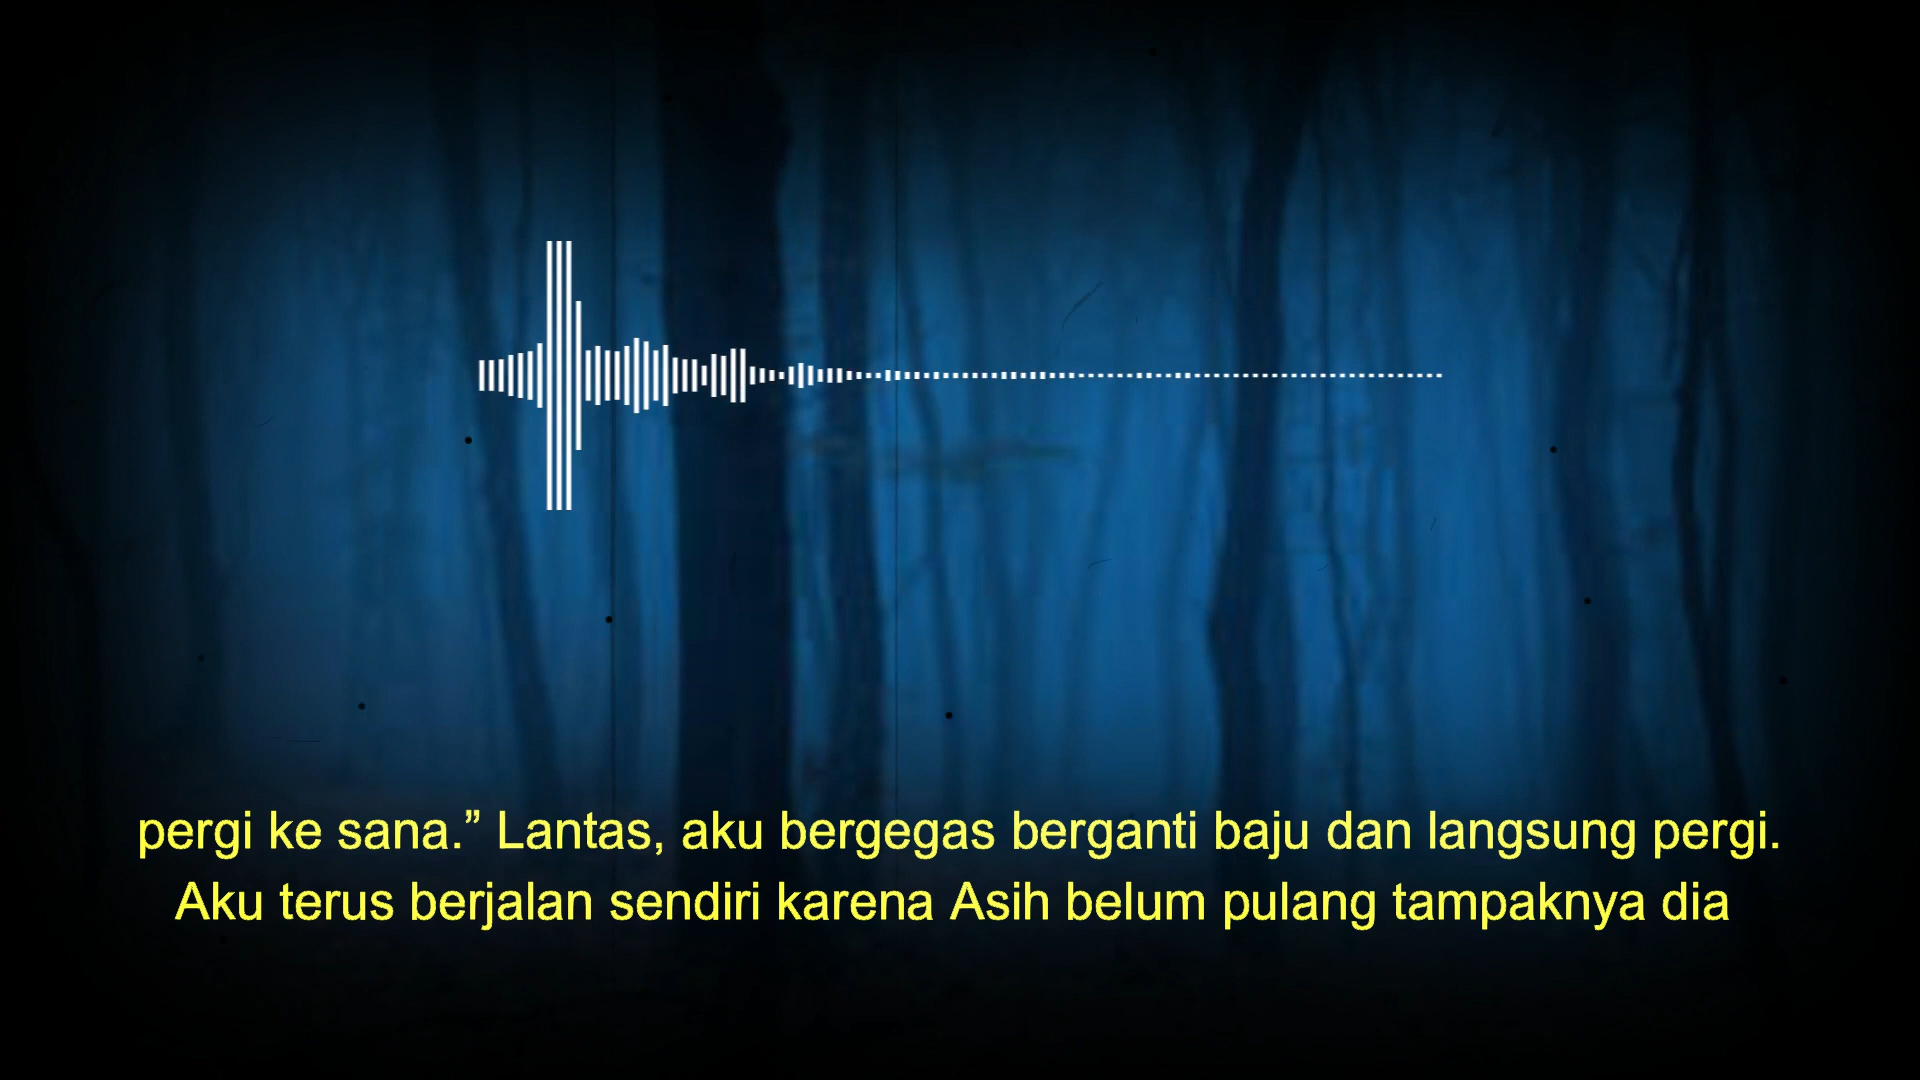 pergi ke sana.” Lantas, aku bergegas berganti baju dan langsung pergi.
Aku terus berjalan sendiri karena Asih belum pulang tampaknya dia